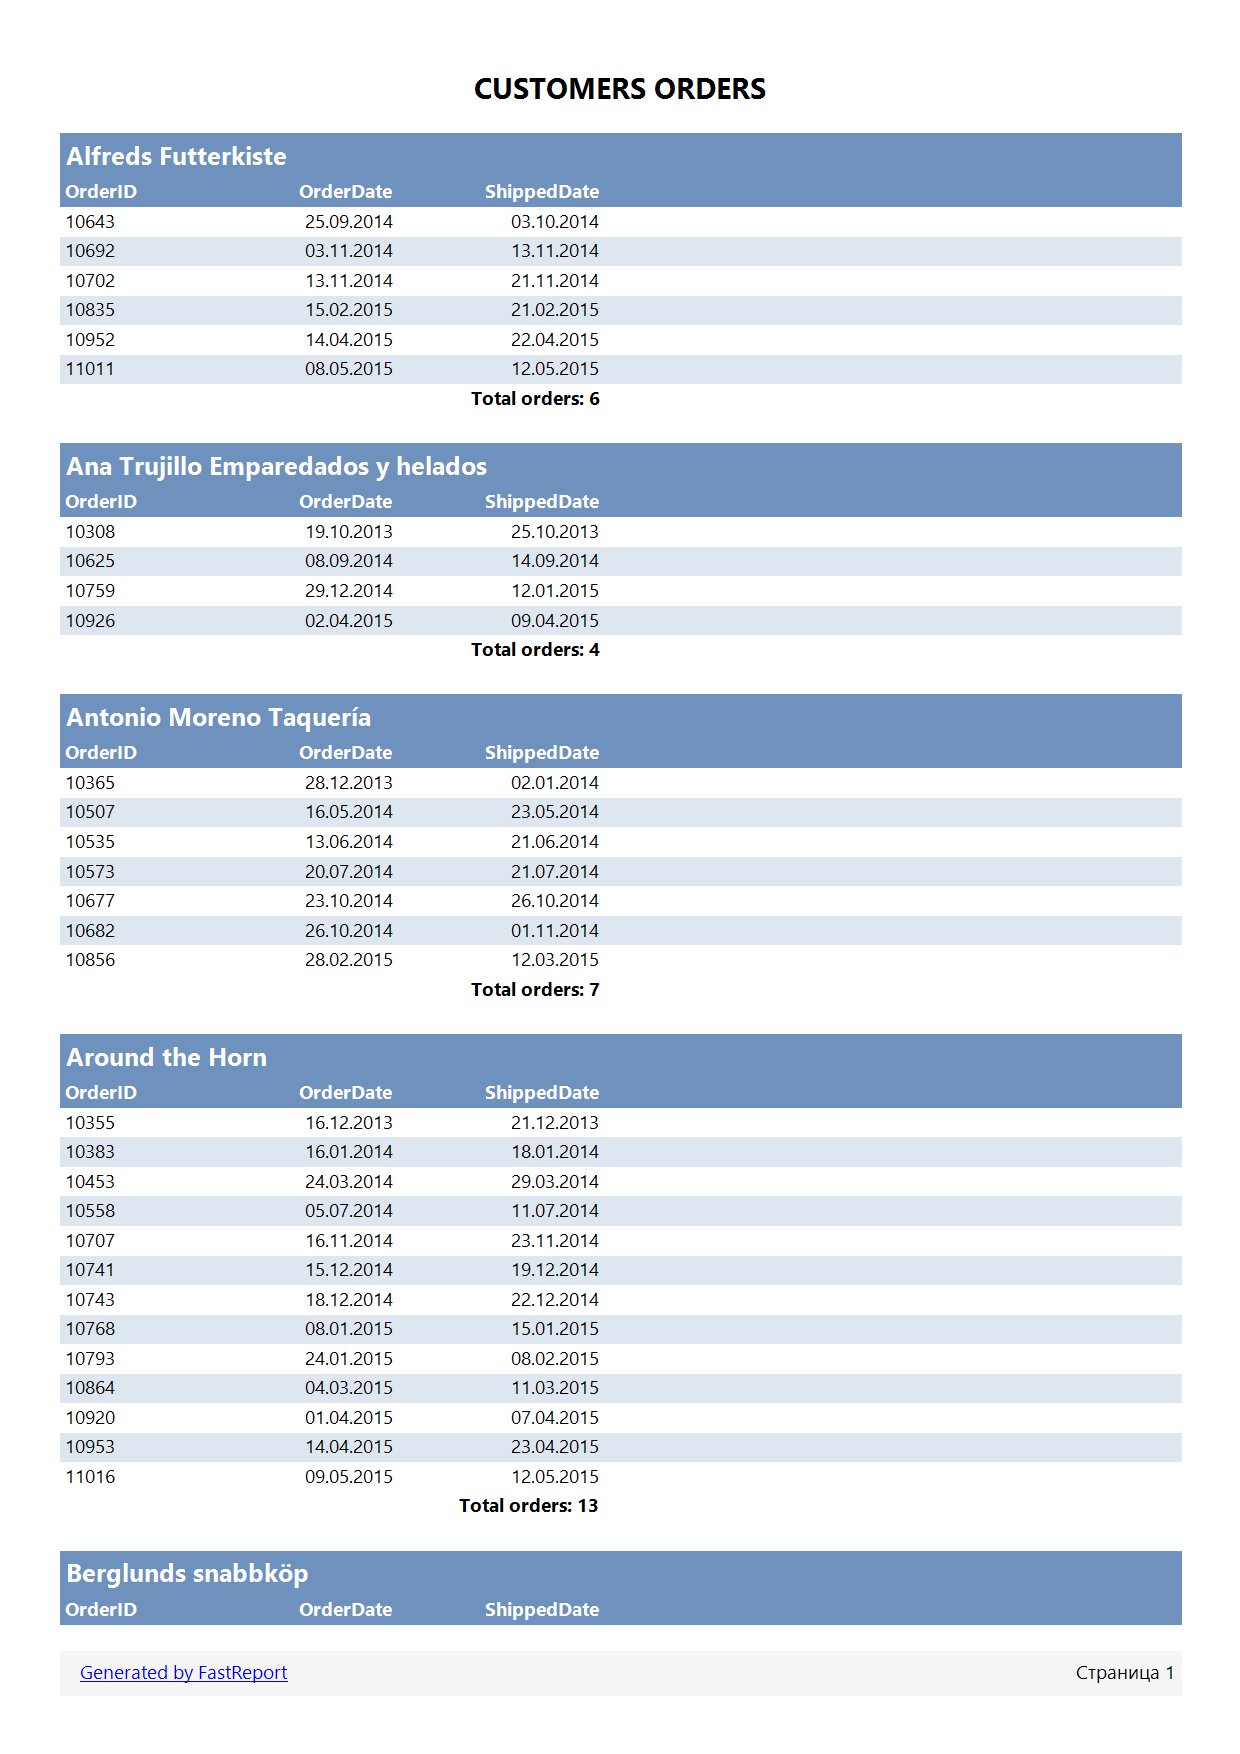 CUSTOMERS ORDERS
Alfreds Futterkiste
OrderID OrderDate ShippedDate
10643 25.09.2014 03.10.2014
10692 03.11.2014 13.11.2014
10702 13.11.2014 21.11.2014
10835 15.02.2015 21.02.2015
10952 14.04.2015 22.04.2015
11011 08.05.2015 12.05.2015
Total orders: 6
Ana Trujillo Emparedados y helados
OrderID OrderDate ShippedDate
10308 19.10.2013 25.10.2013
10625 08.09.2014 14.09.2014
10759 29.12.2014 12.01.2015
10926 02.04.2015 09.04.2015
Total orders: 4
Antonio Moreno Taquería
OrderID OrderDate ShippedDate
10365 28.12.2013 02.01.2014
10507 16.05.2014 23.05.2014
10535 13.06.2014 21.06.2014
10573 20.07.2014 21.07.2014
10677 23.10.2014 26.10.2014
10682 26.10.2014 01.11.2014
10856 28.02.2015 12.03.2015
Total orders: 7
Around the Horn
OrderID OrderDate ShippedDate
10355 16.12.2013 21.12.2013
10383 16.01.2014 18.01.2014
10453 24.03.2014 29.03.2014
10558 05.07.2014 11.07.2014
10707 16.11.2014 23.11.2014
10741 15.12.2014 19.12.2014
10743 18.12.2014 22.12.2014
10768 08.01.2015 15.01.2015
10793 24.01.2015 08.02.2015
10864 04.03.2015 11.03.2015
10920 01.04.2015 07.04.2015
10953 14.04.2015 23.04.2015
11016 09.05.2015 12.05.2015
Total orders: 13
Berglunds snabbköp
OrderID OrderDate ShippedDate
Generated by FastReport Страница 1